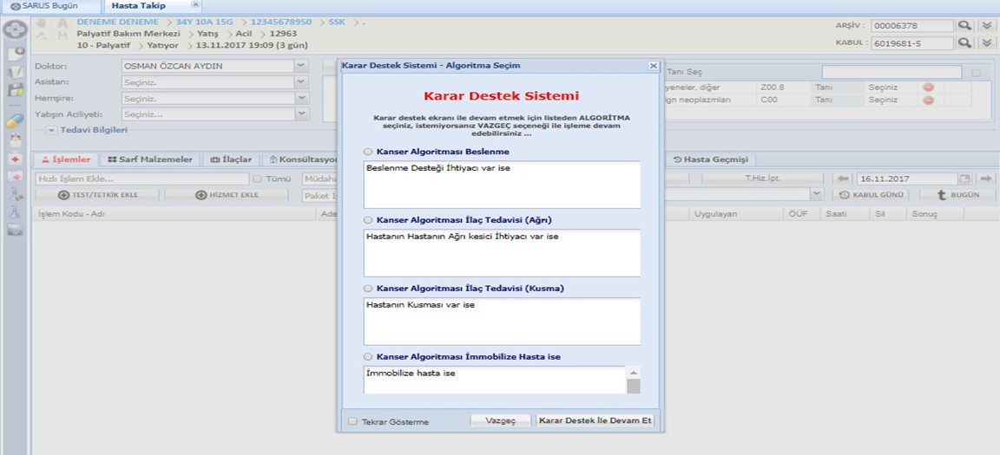 SARUS Bugün
Hasta Takip
DENEME DENEME > 34Y 10A 15G > 12345678950 > SSK > .
Palyatif Bakım Merkezi > Yatış > Acil > 12963
10 - Palyatif > Yatıyor > 13.11.2017 19:09 (3 gün)
ARŞİV : 00006378
KABUL : 6019681-5
Doktor: OSMAN ÖZCAN AYDIN
Asistan: Seçiniz.
Hemşire: Seçiniz.
Yatışın Aciliyeti: Seçiniz...
Tedavi Bilgileri
Tanı Seç
yeneler, diğer Z00.8 Tanı Seçiniz
ign neoplazmları C00 Tanı Seçiniz
İşlemler Sarf Malzemeler İlaçlar Konsültasyon
Hasta Geçmişi
Hızlı İşlem Ekle... Tümü Müdaha
T.Hiz.İpt. 16.11.2017
TEST/TETKİK EKLE HİZMET EKLE Paket İ
KABUL GÜNÜ BUGÜN
İşlem Kodu - Adı Ade
Uygulayan ÖÜF Saati Sil Sonuç
Karar Destek Sistemi - Algoritma Seçim
Karar Destek Sistemi
Karar destek ekranı ile devam etmek için listeden ALGORİTMA
seçiniz, istemiyorsanız VAZGEÇ seçeneği ile işleme devam
edebilirsiniz ...
Kanser Algoritması Beslenme
Beslenme Desteği İhtiyacı var ise
Kanser Algoritması İlaç Tedavisi (Ağrı)
Hastanın Hastanın Ağrı kesici İhtiyacı var ise
Kanser Algoritması İlaç Tedavisi (Kusma)
Hastanın Kusması var ise
Kanser Algoritması İmmobilize Hasta ise
İmmobilize hasta ise
Tekrar Gösterme
Vazgeç
Karar Destek İle Devam Et